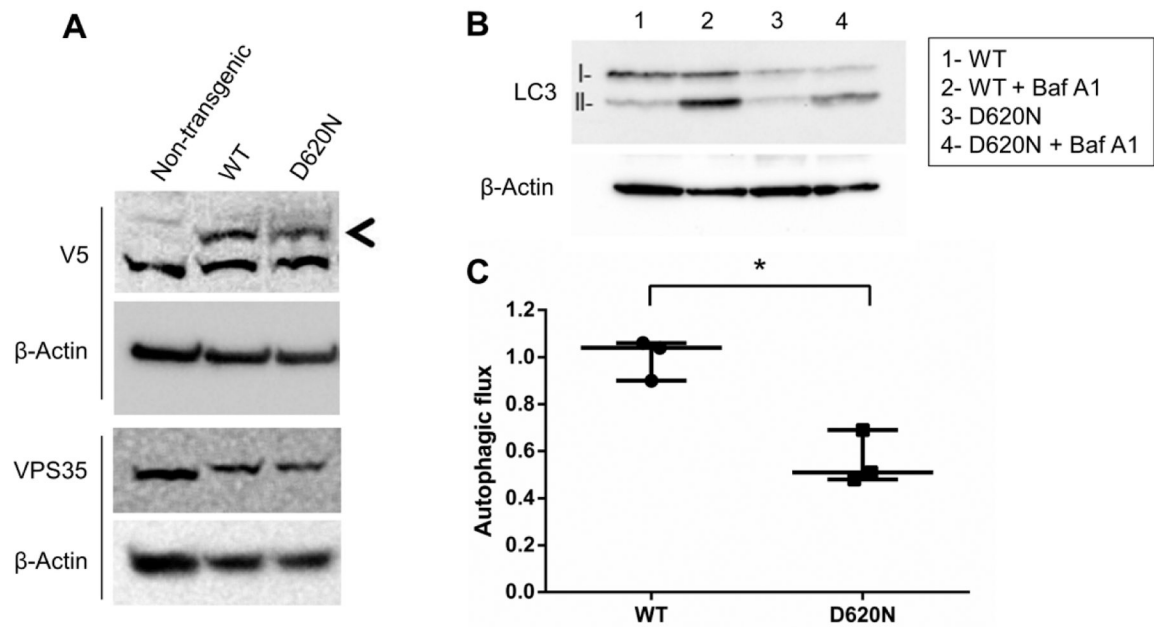 A
Non-transgenic
WT
D620N
V5
β-Actin
VPS35
β-Actin
B
1 2 3 4
LC3
I-
II-
β-Actin
1- WT
2- WT + Baf A1
3- D620N
4- D620N + Baf A1
C
*
Autophagic flux
1.2
1.0
0.8
0.6
0.4
0.2
0.0
WT D620N